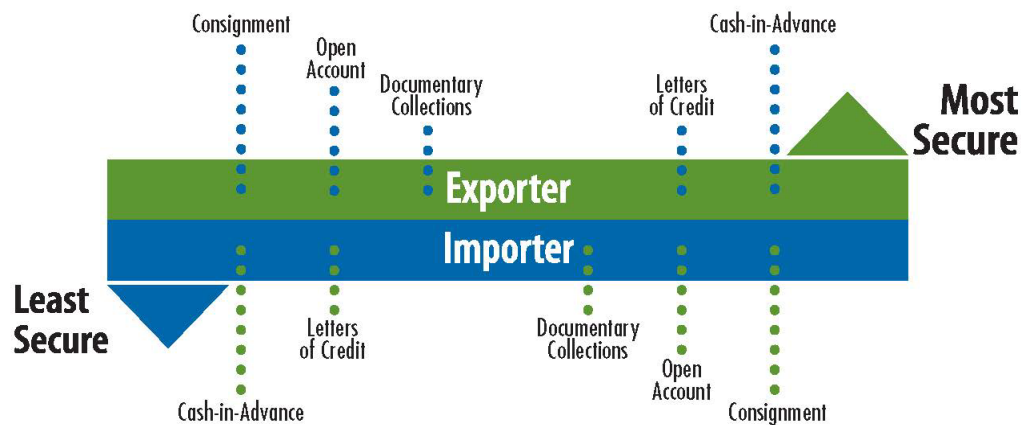 Consignment
Cash-in-Advance
Open
Account
Documentary
Collections
Letters
of Credit
Most
Secure
Exporter
Importer
Least
Secure
Letters
of Credit
Documentary
Collections
Open
Account
Cash-in-Advance
Consignment